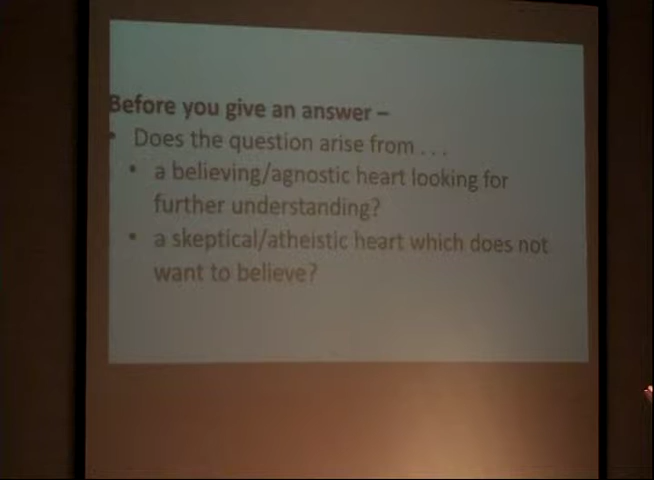 Before you give an answer –
• Does the question arise from . . .
• a believing/agnostic heart looking for
further understanding?
• a skeptical/atheistic heart which does not
want to believe?